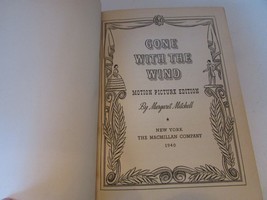 GONE
WITH THE
WIND
MOTION PICTURE EDITION
By Margaret Mitchell
NEW YORK
THE MACMILLAN COMPANY
1940